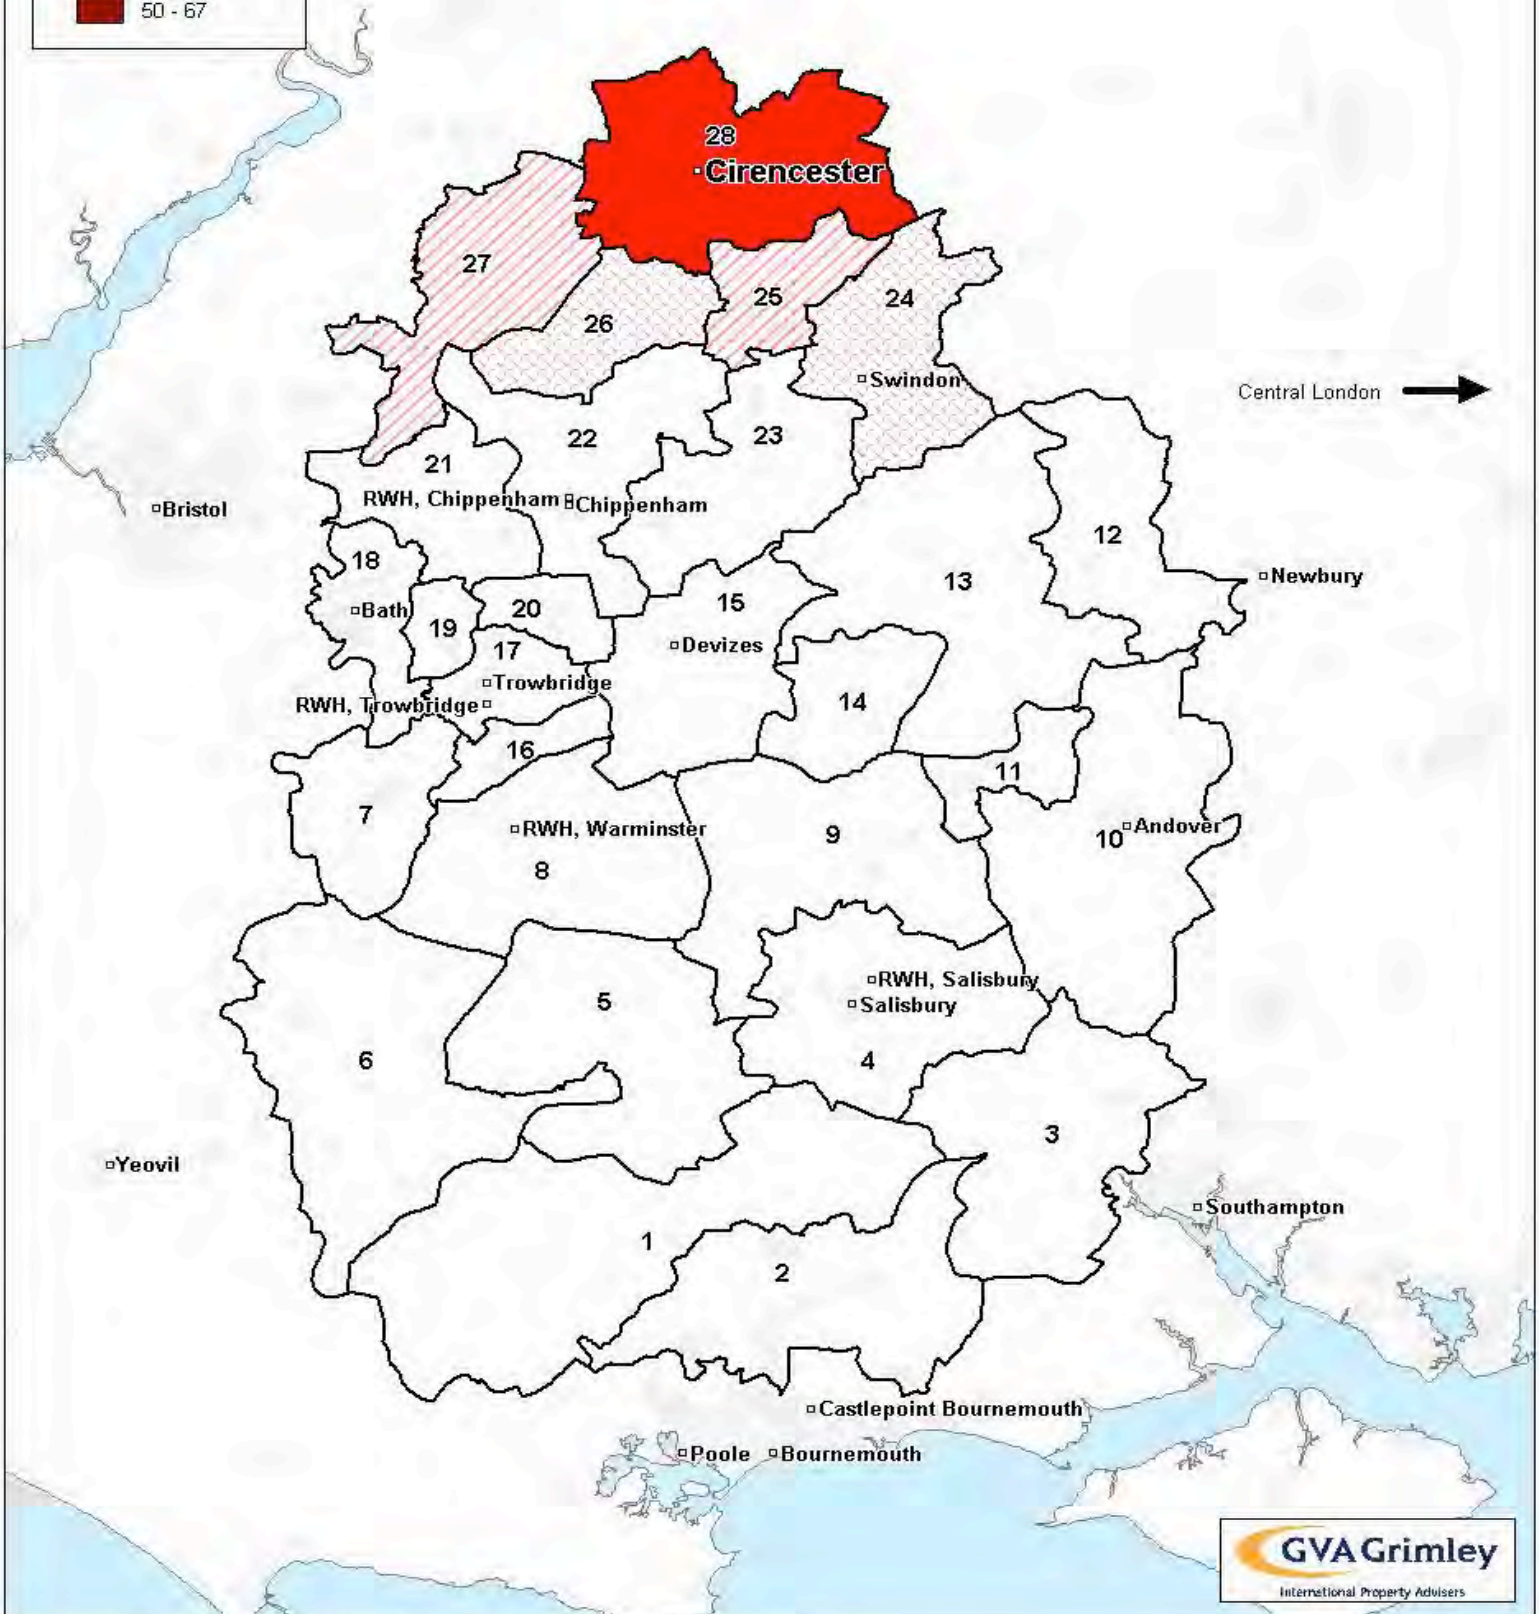 50 - 67
28
Cirencester
27
25
24
26
Swindon
Central London
22
23
21
RWH, Chippenham
Chippenham
Bristol
12
18
Newbury
13
Bath
20
15
19
17
Devizes
Trowbridge
RWH, Trowbridge
14
16
11
7
RWH, Warminster
9
10
Andover
8
RWH, Salisbury
5
Salisbury
6
4
3
Yeovil
Southampton
1
2
Castlepoint Bournemouth
Poole
Bournemouth
GVA Grimley
International Property Advisers